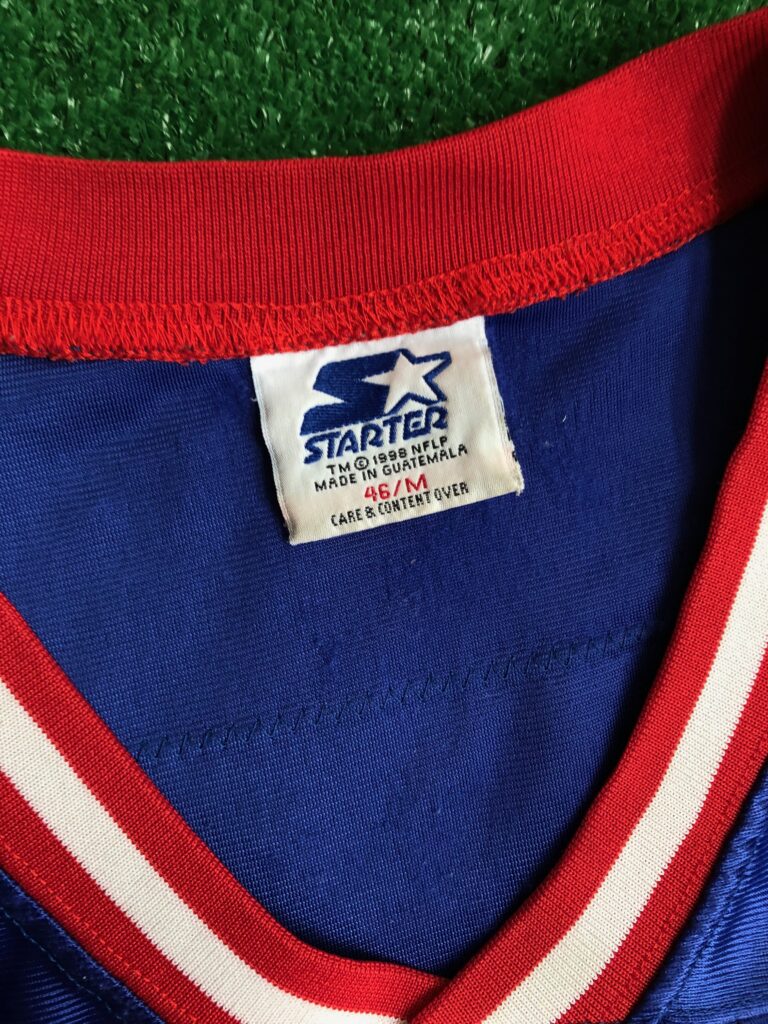 STARTER
TM © 1998 NFLP
MADE IN GUATEMALA
46/M
CARE & CONTENT OVER